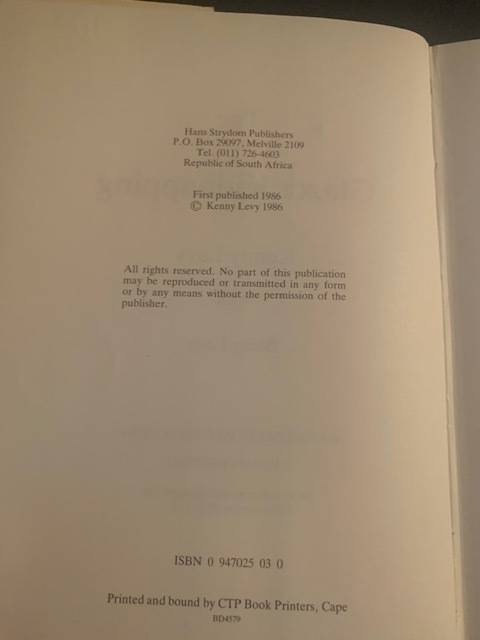 Hans Strydom Publishers
P.O. Box 29097, Melville 2109
Tel. (011) 726-4603
Republic of South Africa
First published 1986
© Kenny Levy 1986
All rights reserved. No part of this publication
may be reproduced or transmitted in any form
or by any means without the permission of the
publisher.
ISBN 0 947025 03 0
Printed and bound by CTP Book Printers, Cape
BD4579